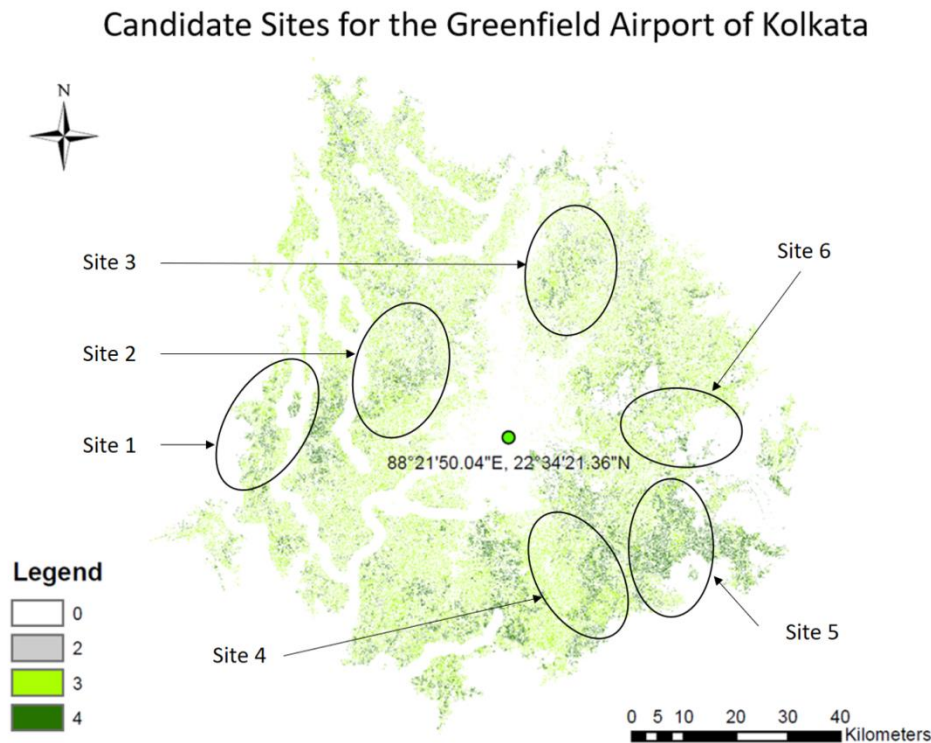 Candidate Sites for the Greenfield Airport of Kolkata
N
Site 3
Site 6
Site 2
Site 1
88°21'50.04"E, 22°34'21.36"N
Legend
0
2
3
4
Site 4
Site 5
0 5 10 20 30 40
Kilometers